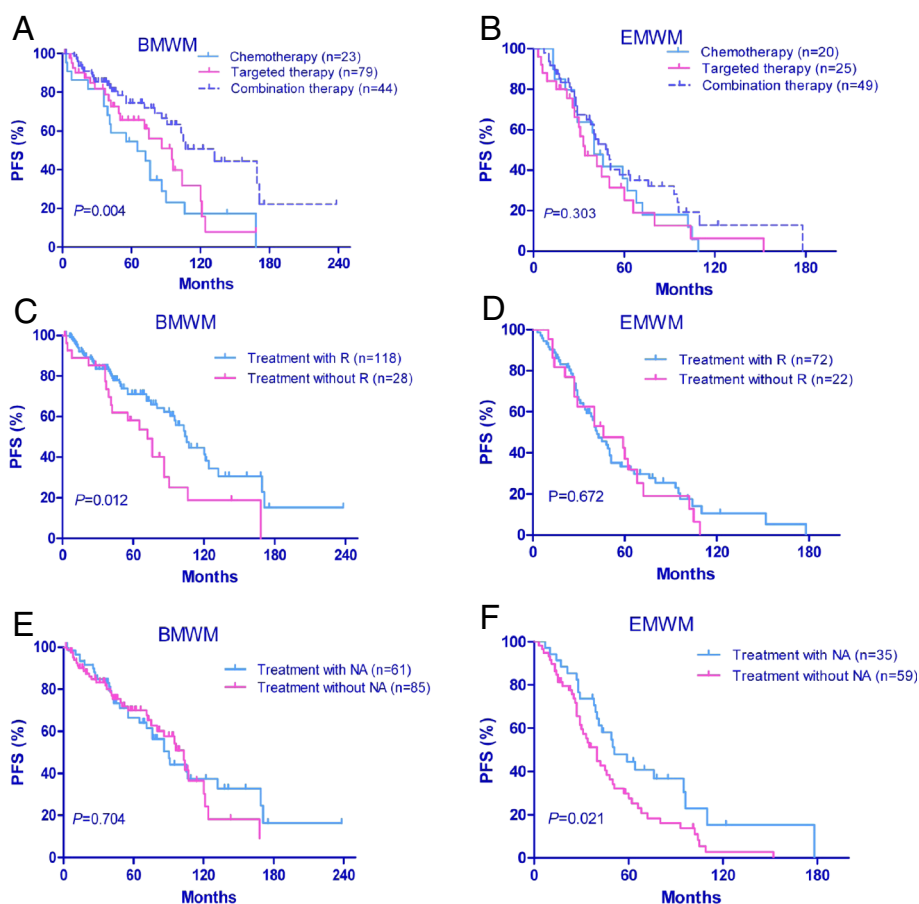 A
BMWM
Chemotherapy (n=23)
Targeted therapy (n=79)
Combination therapy (n=44)
PFS (%)
100
80
60
40
20
0
P=0.004
0 60 120 180 240
Months
B
EMWM
Chemotherapy (n=20)
Targeted therapy (n=25)
Combination therapy (n=49)
PFS (%)
100
80
60
40
20
0
P=0.303
0 60 120 180
Months
C
BMWM
Treatment with R (n=118)
Treatment without R (n=28)
PFS (%)
100
80
60
40
20
0
P=0.012
0 60 120 180 240
Months
D
EMWM
Treatment with R (n=72)
Treatment without R (n=22)
PFS (%)
100
80
60
40
20
0
P=0.672
0 60 120 180
Months
E
BMWM
Treatment with NA (n=61)
Treatment without NA (n=85)
PFS (%)
100
80
60
40
20
0
P=0.704
0 60 120 180 240
Months
F
EMWM
Treatment with NA (n=35)
Treatment without NA (n=59)
PFS (%)
100
80
60
40
20
0
P=0.021
0 60 120 180
Months